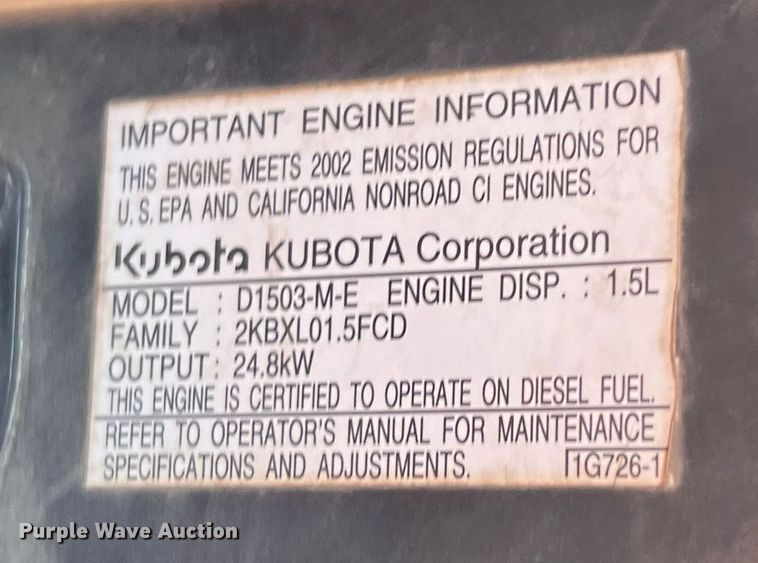 IMPORTANT ENGINE INFORMATION
THIS ENGINE MEETS 2002 EMISSION REGULATIONS FOR
U.S. EPA AND CALIFORNIA NONROAD CI ENGINES.
Kubota KUBOTA Corporation
MODEL : D1503-M-E ENGINE DISP. : 1.5L
FAMILY : 2KBXL01.5FCD
OUTPUT : 24.8kW
THIS ENGINE IS CERTIFIED TO OPERATE ON DIESEL FUEL.
REFER TO OPERATOR'S MANUAL FOR MAINTENANCE
SPECIFICATIONS AND ADJUSTMENTS. 1G726-1
Purple Wave Auction